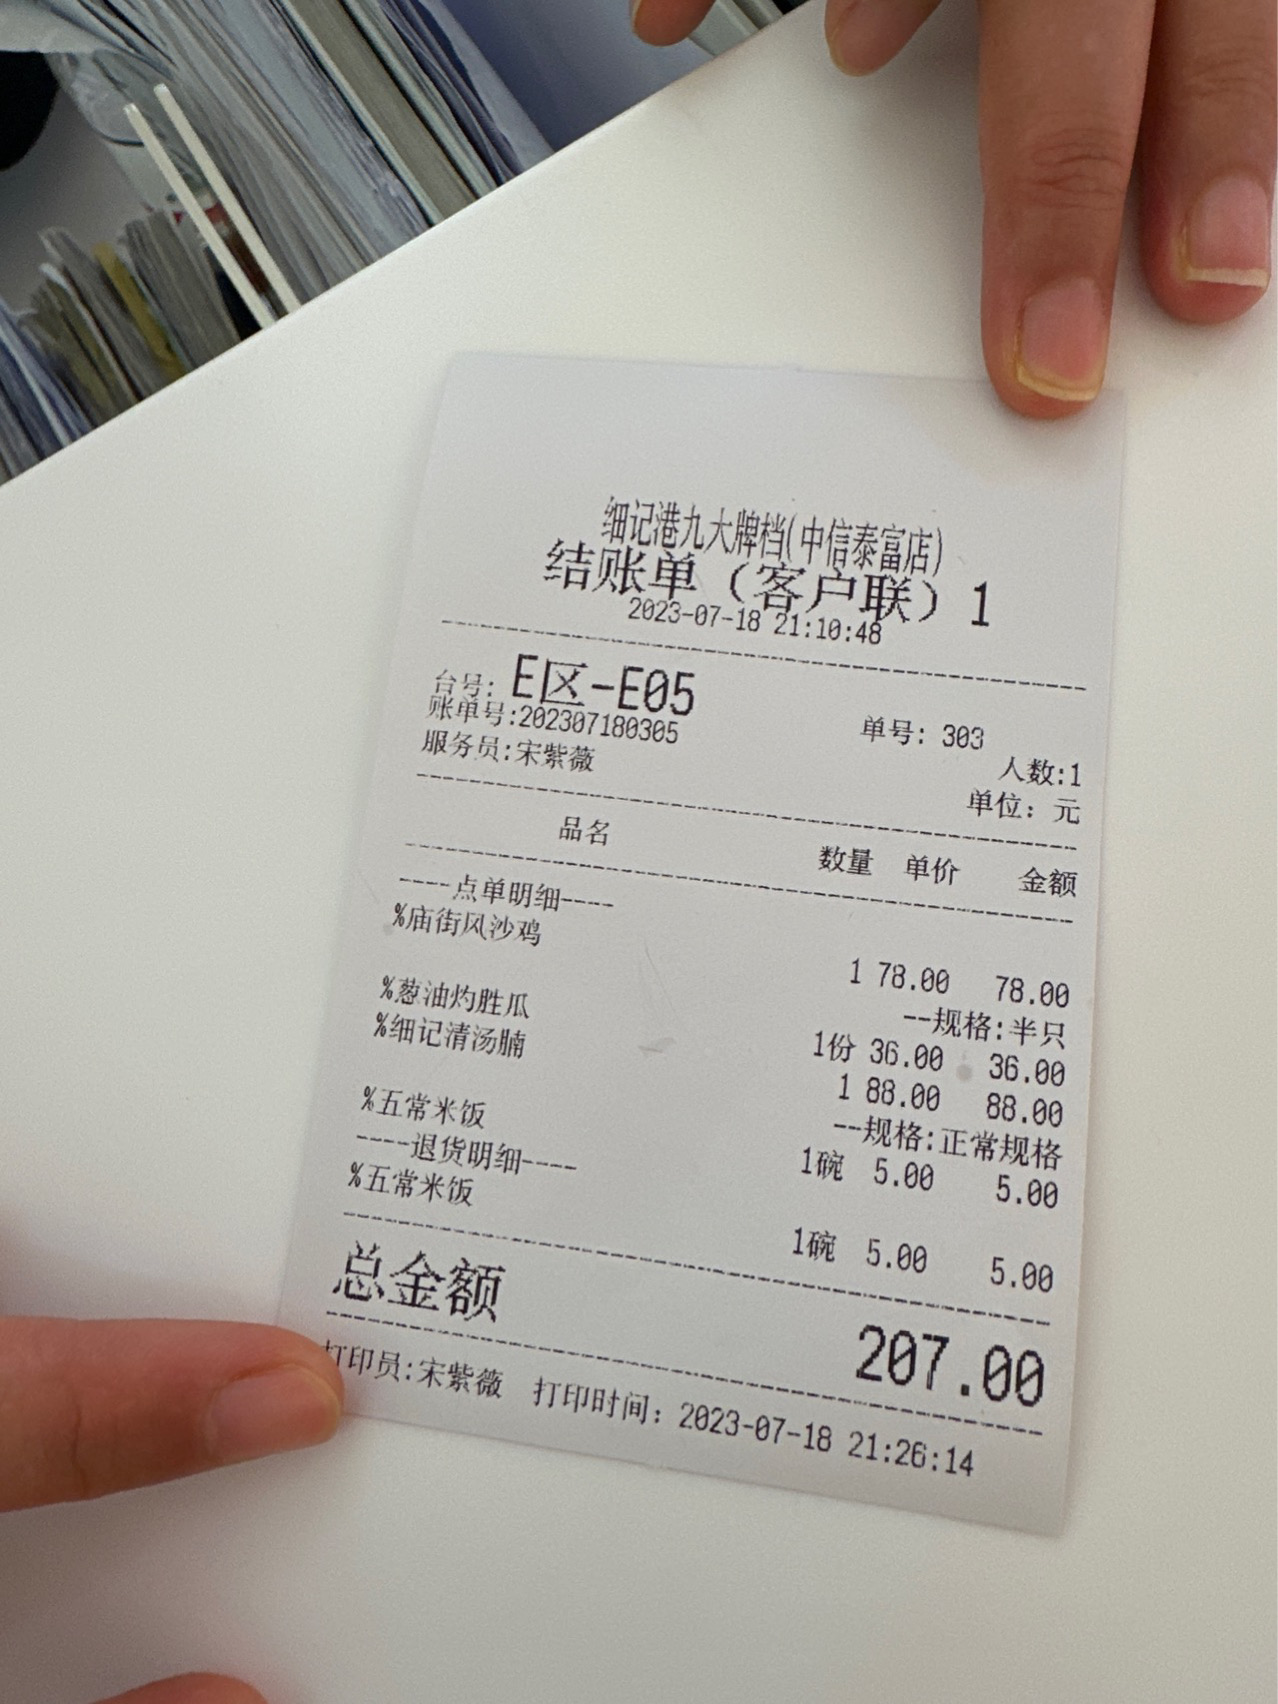 细记港九大牌档(中信泰富店)
结账单（客户联）1
2023-07-18 21:10:48
台号: E区-E05
单号: 303
账单号:202307180305
人数:1
服务员:宋紫薇
单位: 元
品名 数量 单价 金额
----点单明细----
%庙街风沙鸡
1 78.00 78.00
--规格:半只
%葱油灼胜瓜 1份 36.00 36.00
%细记清汤腩 1 88.00 88.00
--规格:正常规格
%五常米饭 1碗 5.00 5.00
----退货明细----
%五常米饭 1碗 5.00 5.00
总金额 207.00
打印员:宋紫薇 打印时间: 2023-07-18 21:26:14